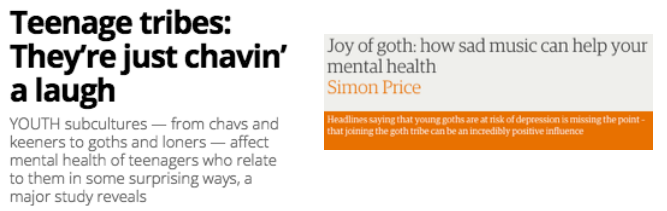 Teenage tribes:
They're just chavin'
a laugh
YOUTH subcultures — from chavs and
keeners to goths and loners — affect
mental health of teenagers who relate
to them in some surprising ways, a
major study reveals
Joy of goth: how sad music can help your
mental health
Simon Price
Headlines saying that young goths are at risk of depression is missing the point -
that joining the goth tribe can be an incredibly positive influence